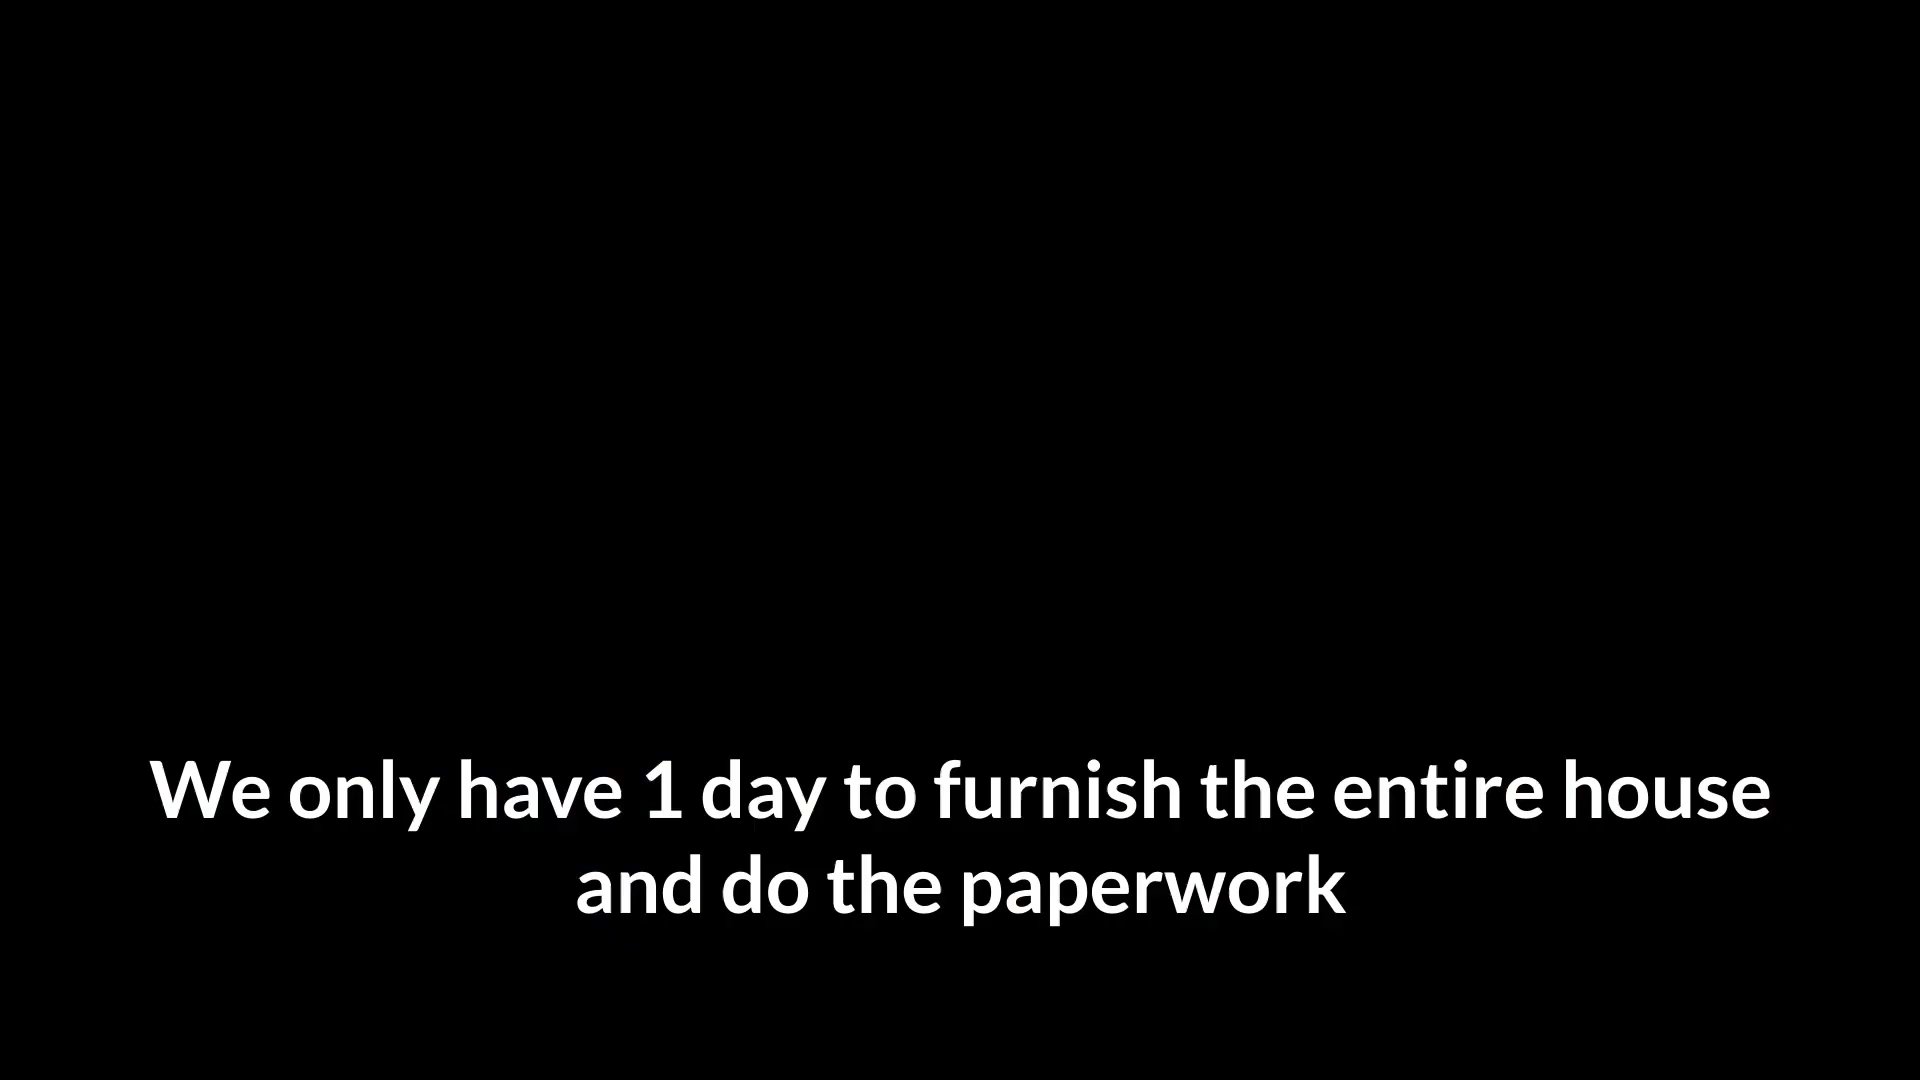 We only have 1 day to furnish the entire house
and do the paperwork